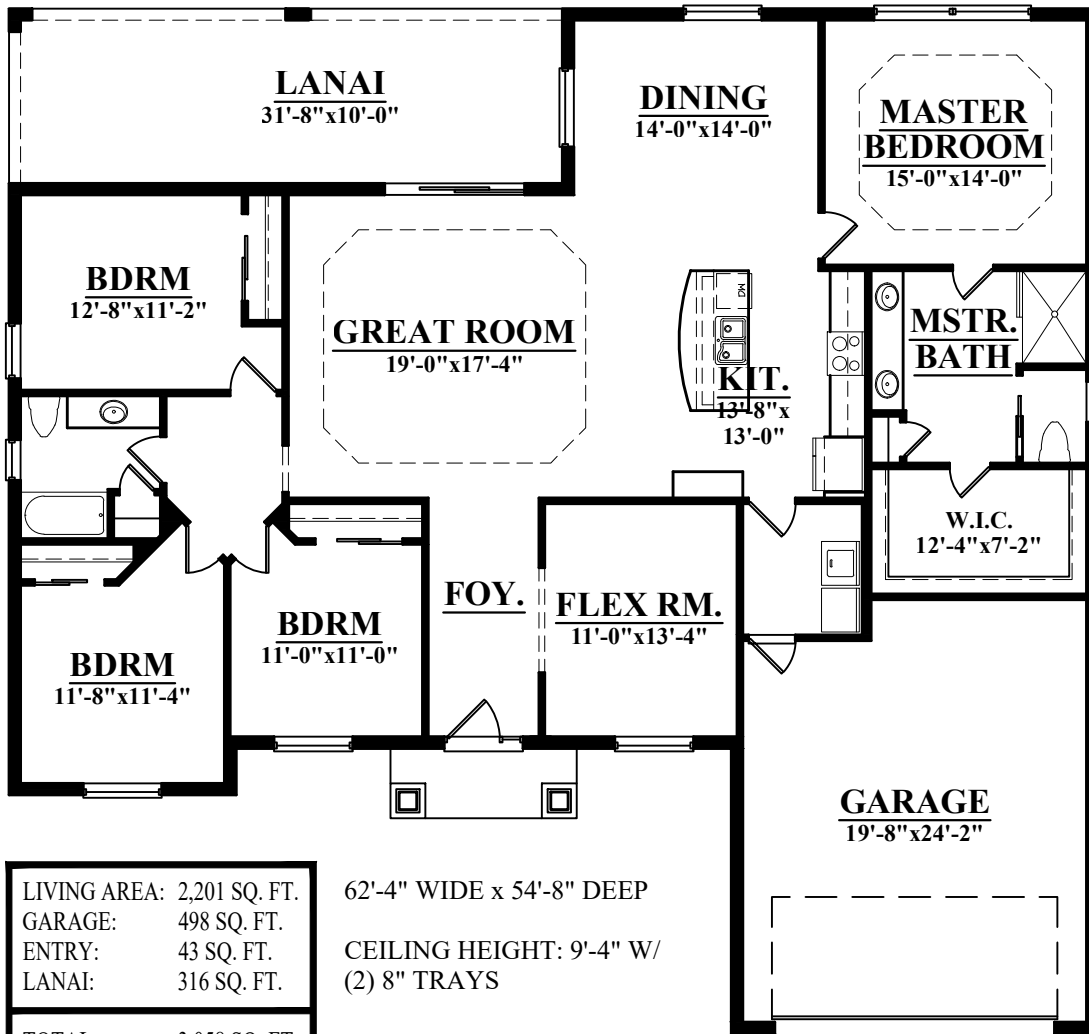 LANAI
31'-8"x10'-0"
DINING
14'-0"x14'-0"
MASTER
BEDROOM
15'-0"x14'-0"
BDRM
12'-8"x11'-2"
GREAT ROOM
19'-0"x17'-4"
MG
KIT.
13'-8"x
13'-0"
MSTR.
BATH
W.I.C.
12'-4"x7'-2"
FOY.
FLEX RM.
11'-0"x13'-4"
BDRM
11'-0"x11'-0"
BDRM
11'-8"x11'-4"
GARAGE
19'-8"x24'-2"
LIVING AREA: 2,201 SQ. FT.
GARAGE: 498 SQ. FT.
ENTRY: 43 SQ. FT.
LANAI: 316 SQ. FT.
62'-4" WIDE x 54'-8" DEEP
CEILING HEIGHT: 9'-4" W/
(2) 8" TRAYS